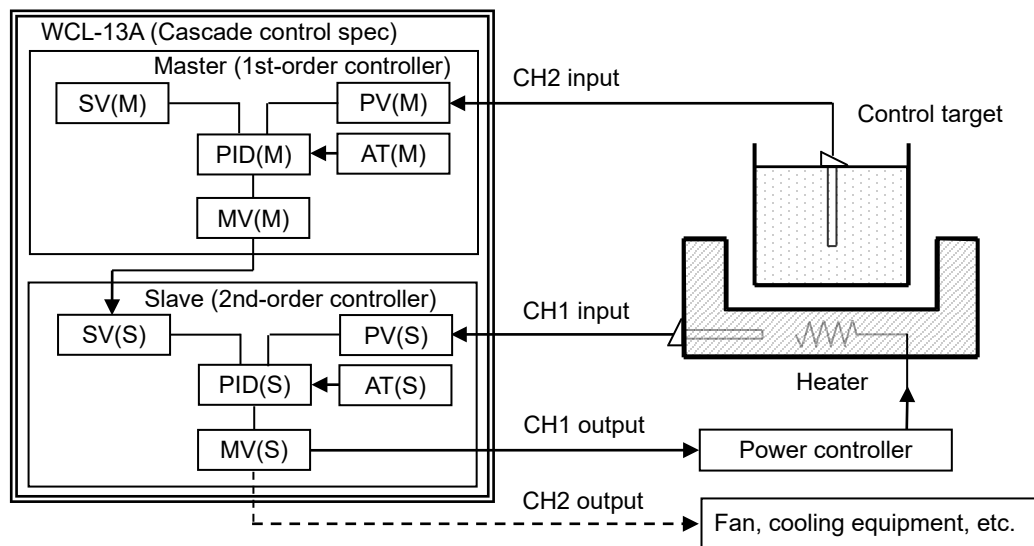 WCL-13A (Cascade control spec)
Master (1st-order controller)
SV(M)
PV(M)
PID(M)
AT(M)
MV(M)
CH2 input
Control target
Slave (2nd-order controller)
SV(S)
PV(S)
PID(S)
AT(S)
MV(S)
CH1 input
Heater
CH1 output
Power controller
CH2 output
Fan, cooling equipment, etc.